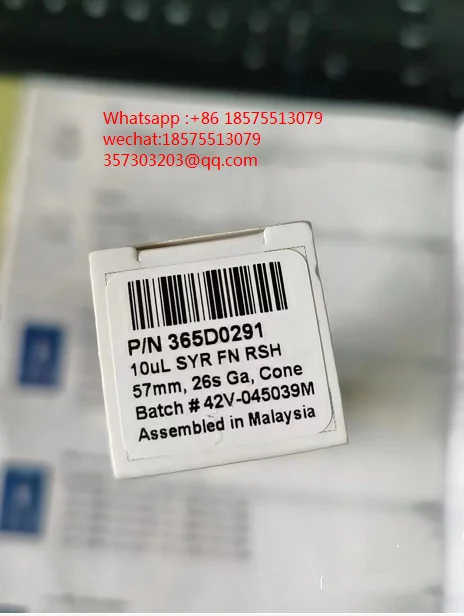 Whatsapp :+86 18575513079
wechat:18575513079
357303203@qq.com
P/N 365D0291
10uL SYR FN RSH
57mm, 26s Ga, Cone
Batch # 42V-045039M
Assembled in Malaysia